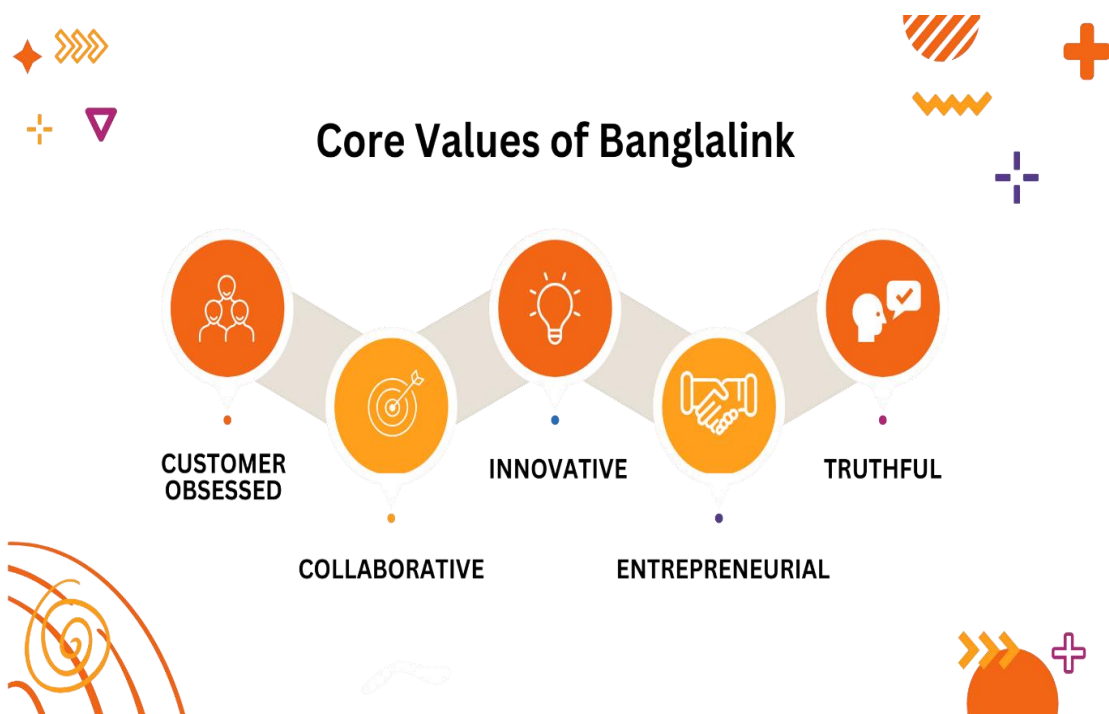 Core Values of Banglalink
CUSTOMER
OBSESSED
COLLABORATIVE
INNOVATIVE
ENTREPRENEURIAL
TRUTHFUL